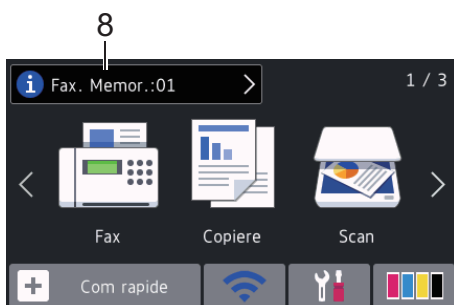 8
Fax. Memor.:01
1 / 3
Fax Copiere Scan
Com rapide